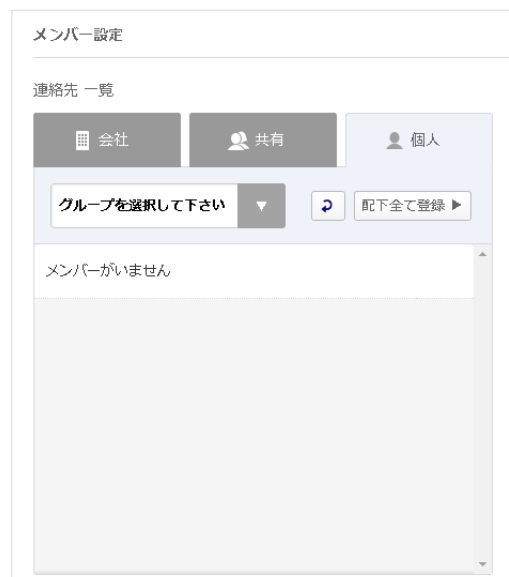 メンバー設定
連絡先 一覧
会社
共有
個人
グループを選択して下さい
配下全て登録 ▶
メンバーがいません